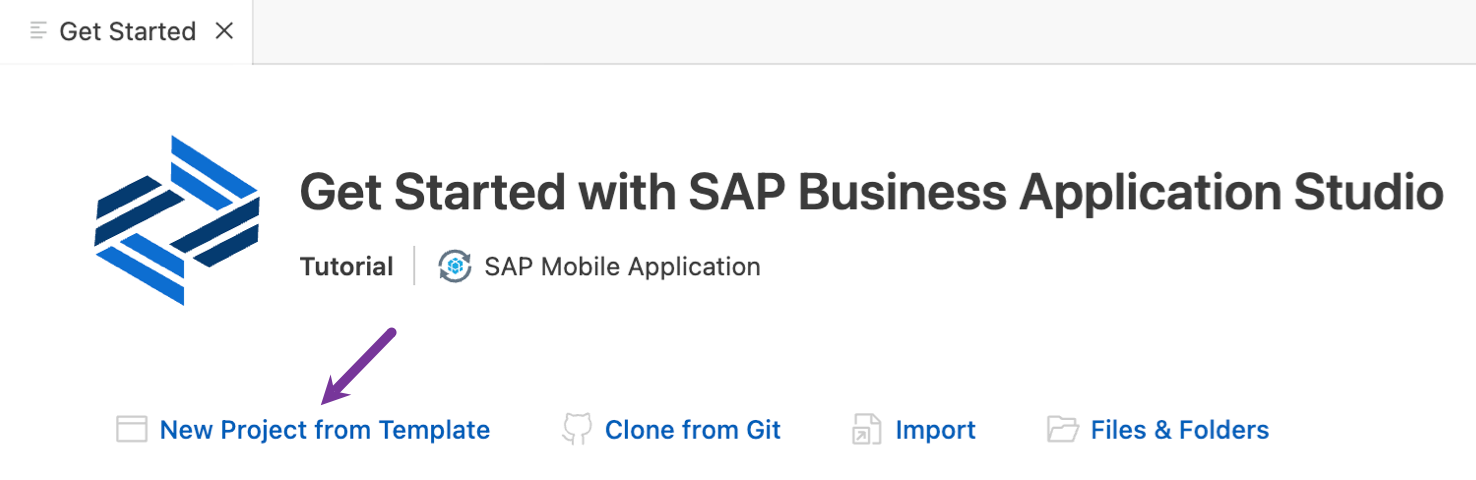 Get Started
Get Started with SAP Business Application Studio
Tutorial SAP Mobile Application
New Project from Template Clone from Git Import Files & Folders